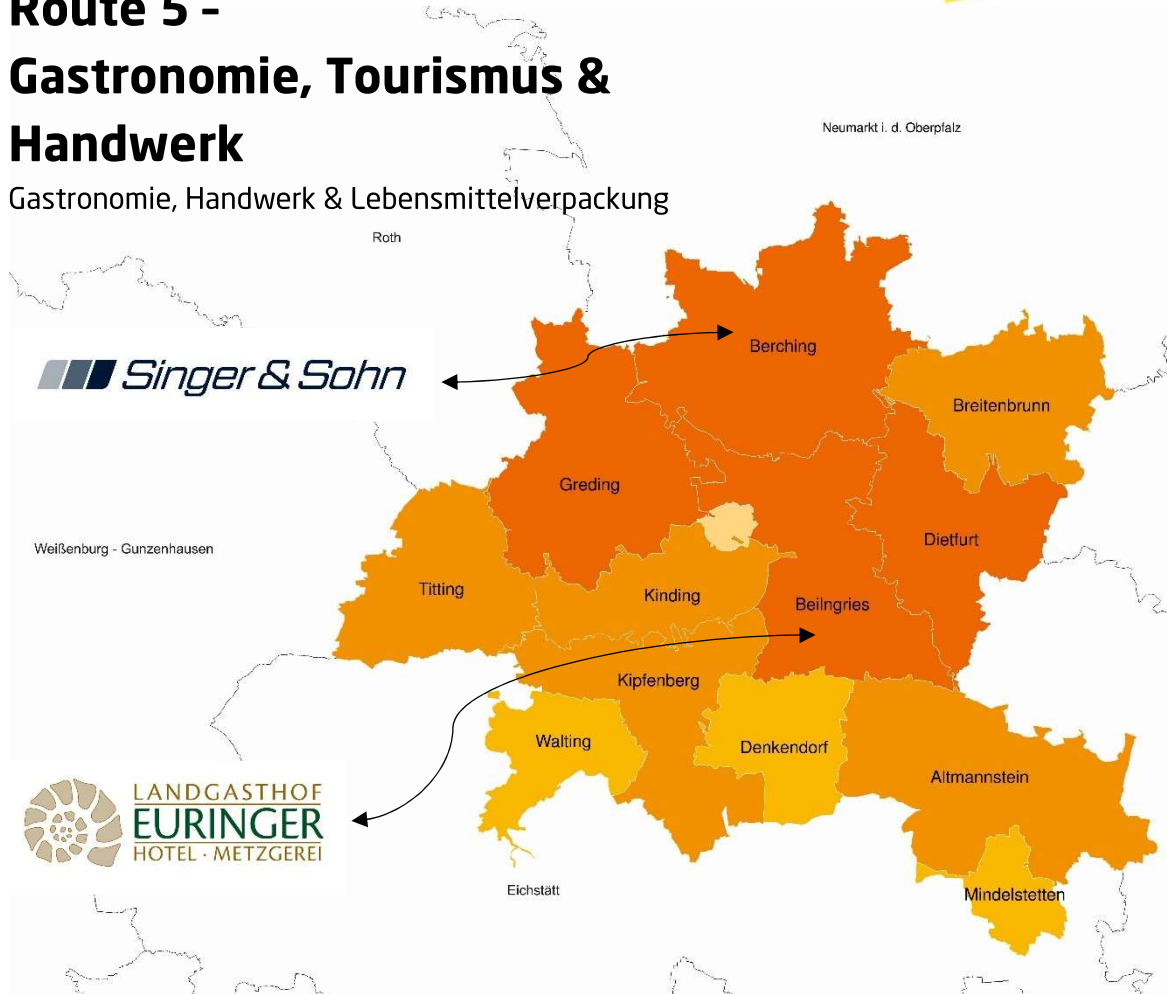 Route 5 –
Gastronomie, Tourismus &
Handwerk
Gastronomie, Handwerk & Lebensmittelverpackung
Neumarkt i. d. Oberpfalz
Roth
Singer & Sohn
Berching
Breitenbrunn
Greding
Dietfurt
Weißenburg - Gunzenhausen
Titting
Kinding
Beilngries
Kipfenberg
Walting
Denkendorf
Altmannstein
LANDGASTHOF
EURINGER
HOTEL · METZGEREI
Eichstätt
Mindelstetten